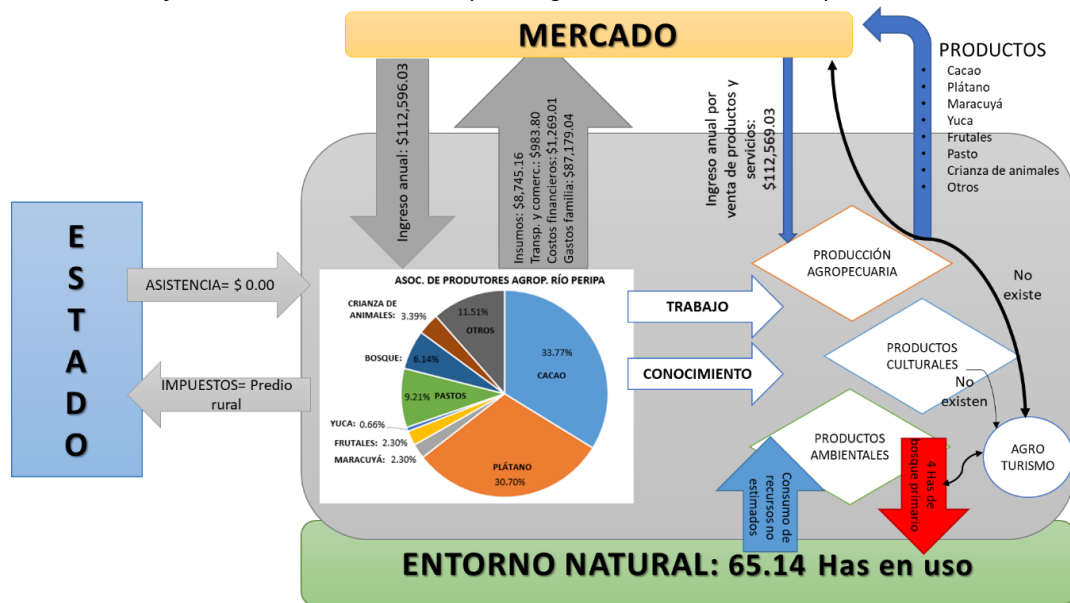 MERCADO
PRODUCTOS
• Cacao
• Plátano
• Maracuyá
• Yuca
• Frutales
• Pasto
• Crianza de animales
• Otros
Ingreso anual: $112,596.03
Insumos: $8,745.16
Transp. y comerc.: $983.80
Costos financieros: $1,269.01
Gastos familia: $87,179.04
Ingreso anual por
venta de productos y
servicios:
$112,569.03
ESTADO
ASISTENCIA= $ 0.00
IMPUESTOS= Predio
rural
ASOC. DE PRODUTORES AGROP. RÍO PERIPA
CRIANZA DE
ANIMALES: 3.39%
11.51%
OTROS
33.77%
CACAO
BOSQUE: 6.14%
9.21% PASTOS
YUCA: 0.66%
FRUTALES: 2.30%
MARACUYÁ: 2.30%
PLÁTANO
30.70%
TRABAJO
CONOCIMIENTO
PRODUCCIÓN
AGROPECUARIA
No
existe
PRODUCTOS
CULTURALES
No
existen
PRODUCTOS
AMBIENTALES
AGRO
TURISMO
Consumo de
recursos no
estimados
4 Has de
bosque primario
ENTORNO NATURAL: 65.14 Has en uso